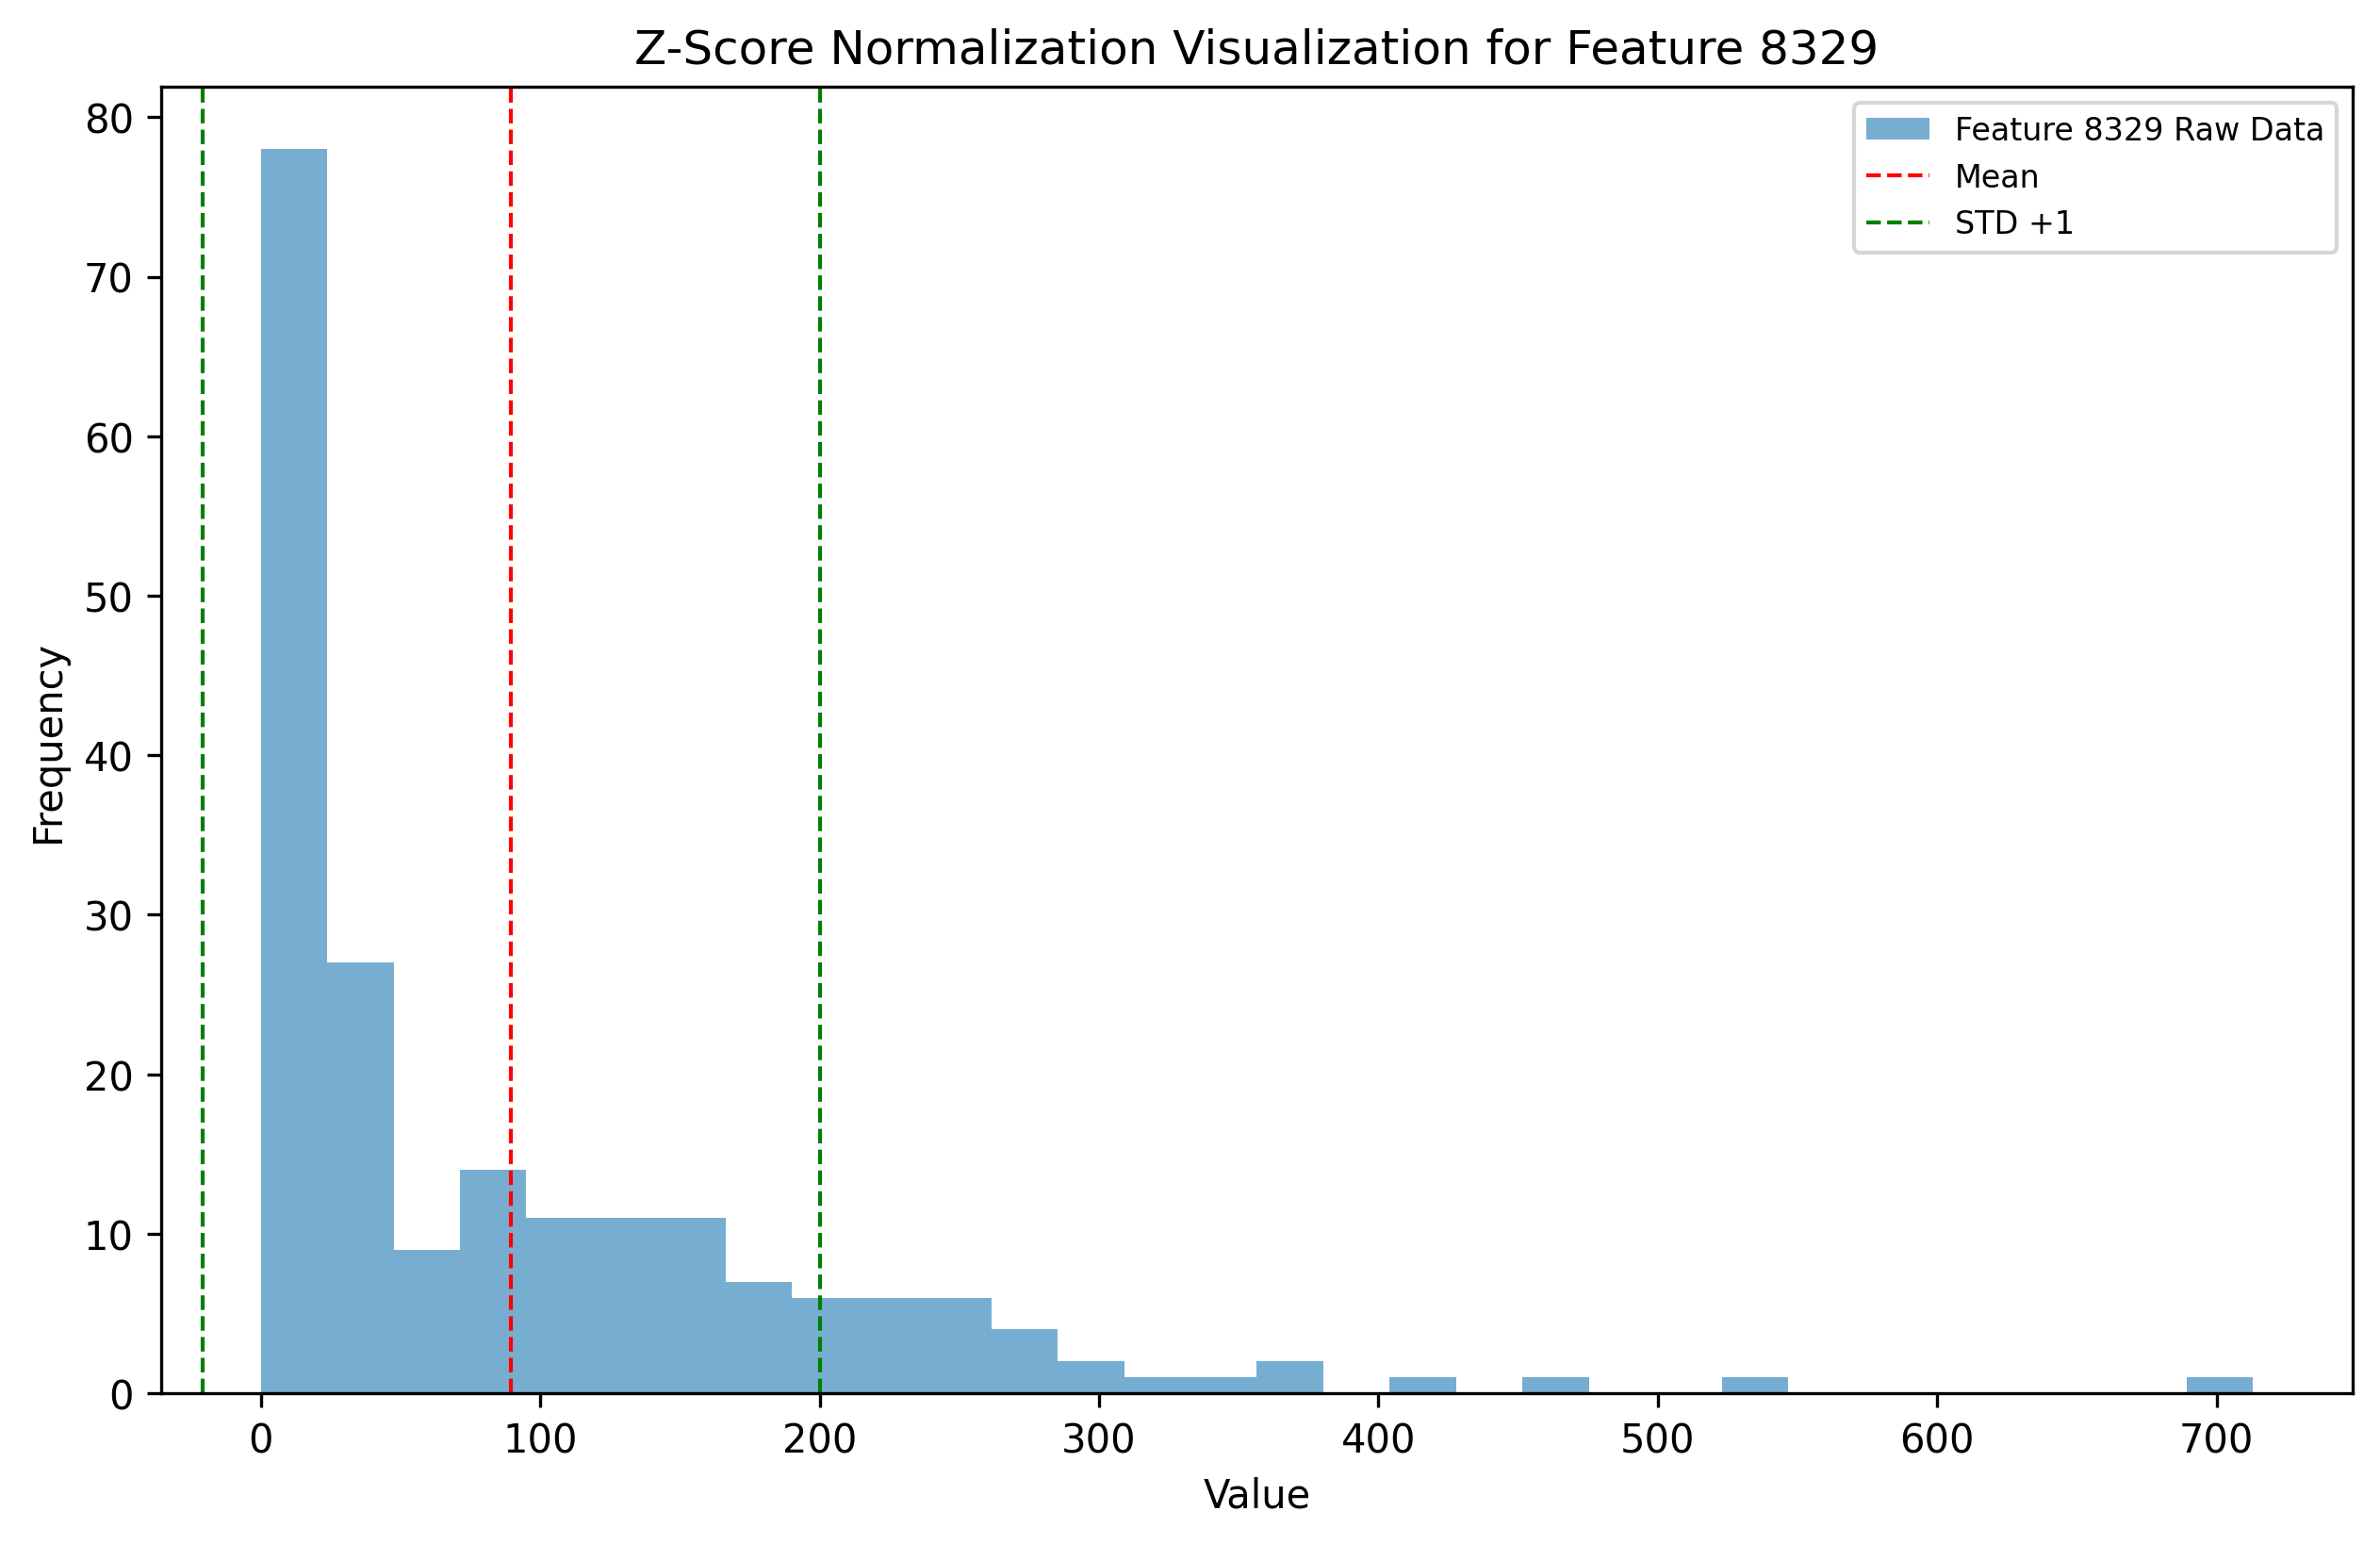 Z-Score Normalization Visualization for Feature 8329
Feature 8329 Raw Data
Mean
STD +1
80
70
60
50
40
30
20
10
0
Frequency
0 100 200 300 400 500 600 700
Value